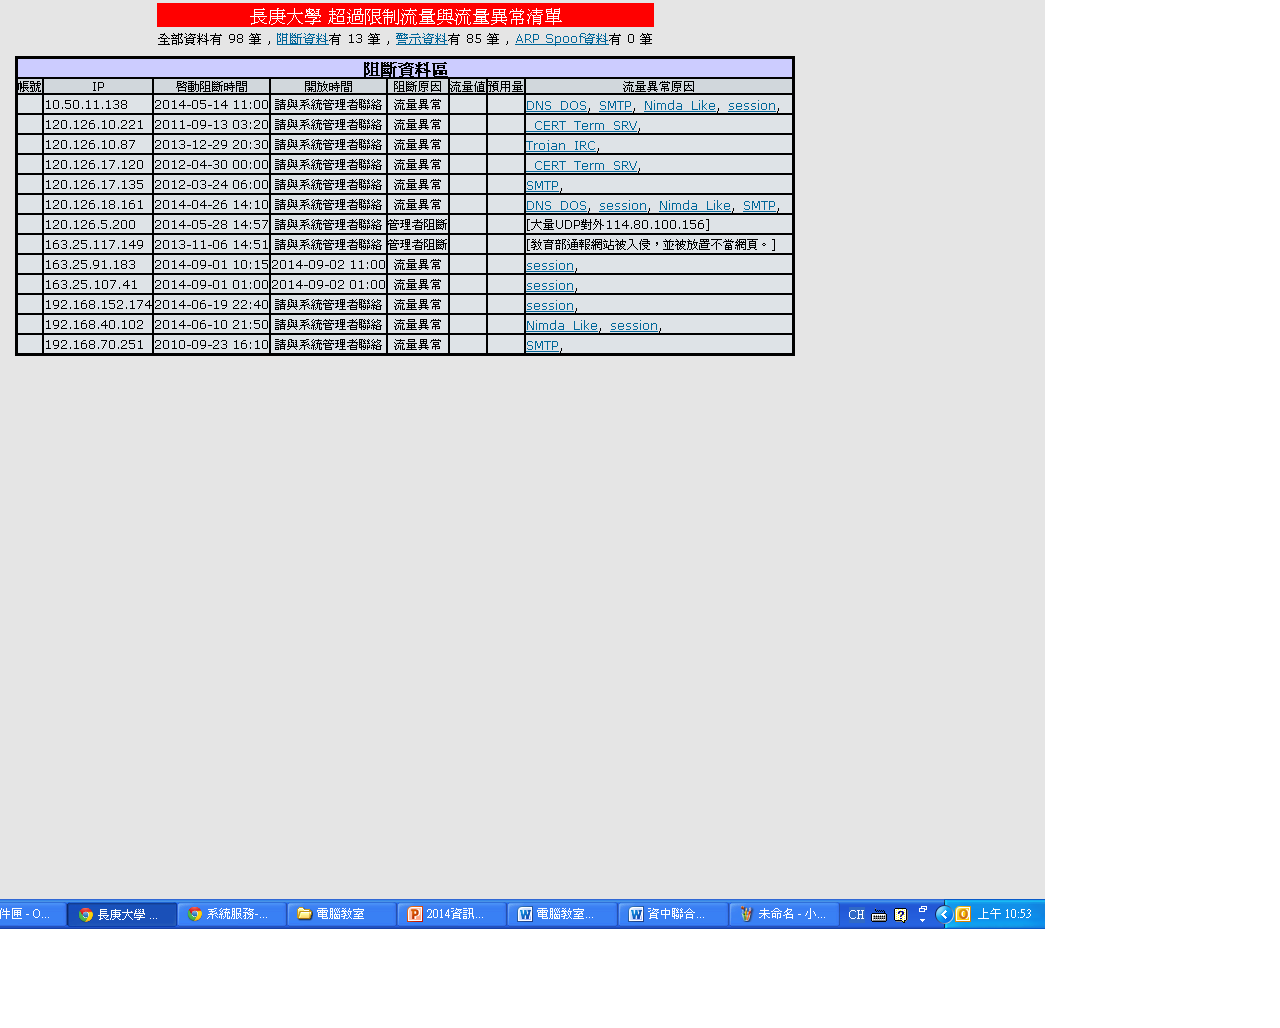 長庚大學 超過限制流量與流量異常清單
全部資料有 98 筆 , 阻斷資料有 13 筆 , 警示資料有 85 筆 , ARP Spoof資料有 0 筆
阻斷資料區
帳號 IP 啓動阻斷時間 開放時間 阻斷原因 流量值 預用量 流量異常原因
10.50.11.138 2014-05-14 11:00 請與系統管理者聯絡 流量異常 DNS_DOS, SMTP, Nimda_Like, session,
120.126.10.221 2011-09-13 03:20 請與系統管理者聯絡 流量異常 _CERT_Term_SRV,
120.126.10.87 2013-12-29 20:30 請與系統管理者聯絡 流量異常 Trojan_IRC,
120.126.17.120 2012-04-30 00:00 請與系統管理者聯絡 流量異常 _CERT_Term_SRV,
120.126.17.135 2012-03-24 06:00 請與系統管理者聯絡 流量異常 SMTP,
120.126.18.161 2014-04-26 14:10 請與系統管理者聯絡 流量異常 DNS_DOS, session, Nimda_Like, SMTP,
120.126.5.200 2014-05-28 14:57 請與系統管理者聯絡 管理者阻斷 [大量UDP對外114.80.100.156]
163.25.117.149 2013-11-06 14:51 請與系統管理者聯絡 管理者阻斷 [教育部通報網站被入侵，並被放置不當網頁。]
163.25.91.183 2014-09-01 10:15 2014-09-02 11:00 流量異常 session,
163.25.107.41 2014-09-01 01:00 2014-09-02 01:00 流量異常 session,
192.168.152.174 2014-06-19 22:40 請與系統管理者聯絡 流量異常 session,
192.168.40.102 2014-06-10 21:50 請與系統管理者聯絡 流量異常 Nimda_Like, session,
192.168.70.251 2010-09-23 16:10 請與系統管理者聯絡 流量異常 SMTP,
件匣 - O... 長庚大學 ... 系統服務-... 電腦教室 2014資訊... 電腦教室... 資中聯合... 未命名 - 小... CH 上午 10:53